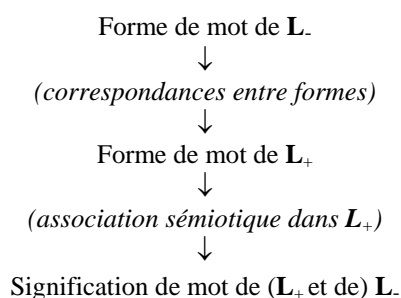 Forme de mot de L-
↓
(correspondances entre formes)
↓
Forme de mot de L+
↓
(association sémiotique dans L+)
↓
Signification de mot de (L+ et de) L-